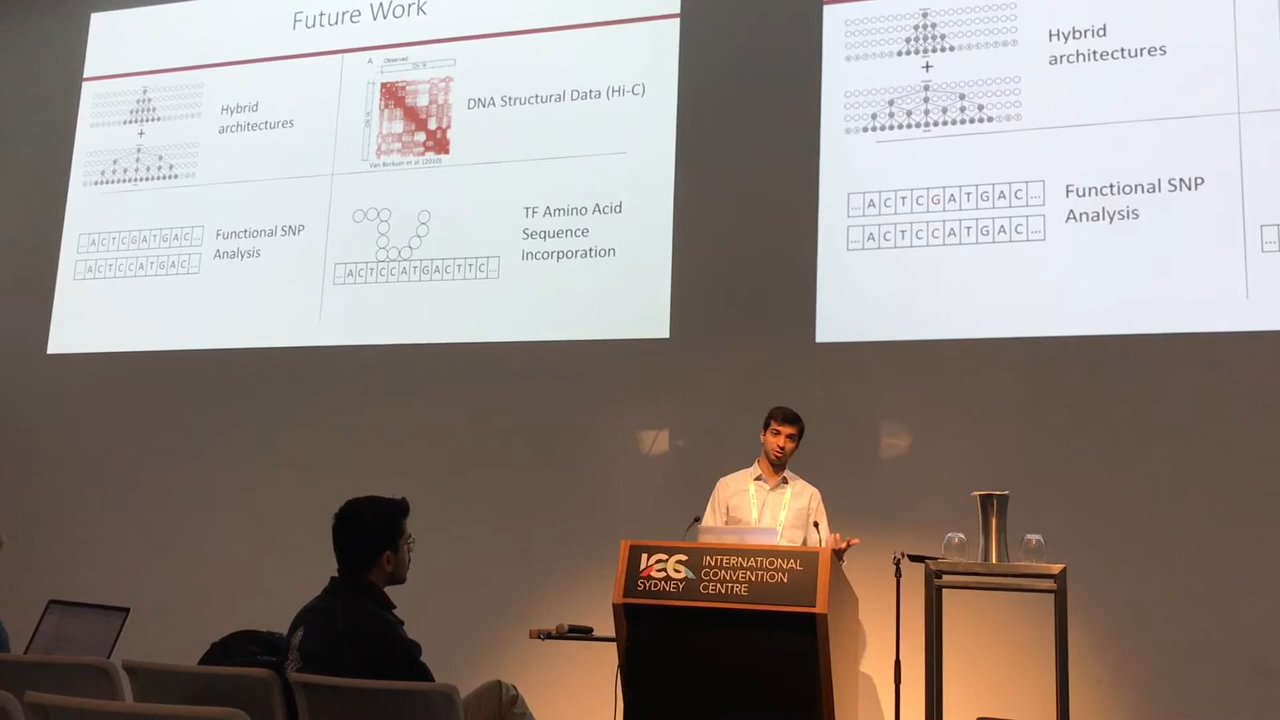 Future Work
Hybrid
architectures
A Observed
DNA Structural Data (Hi-C)
Van Berkum et al. (2010)
Functional SNP
Analysis
...ACTCGATGAC...
...ACTCCATGAC...
TF Amino Acid
Sequence
Incorporation
...ACTCCATGACTTC...
Hybrid
architectures
...ACTCGATGAC...
...ACTCCATGAC...
Functional SNP
Analysis
...
ICC
SYDNEY
INTERNATIONAL
CONVENTION
CENTRE